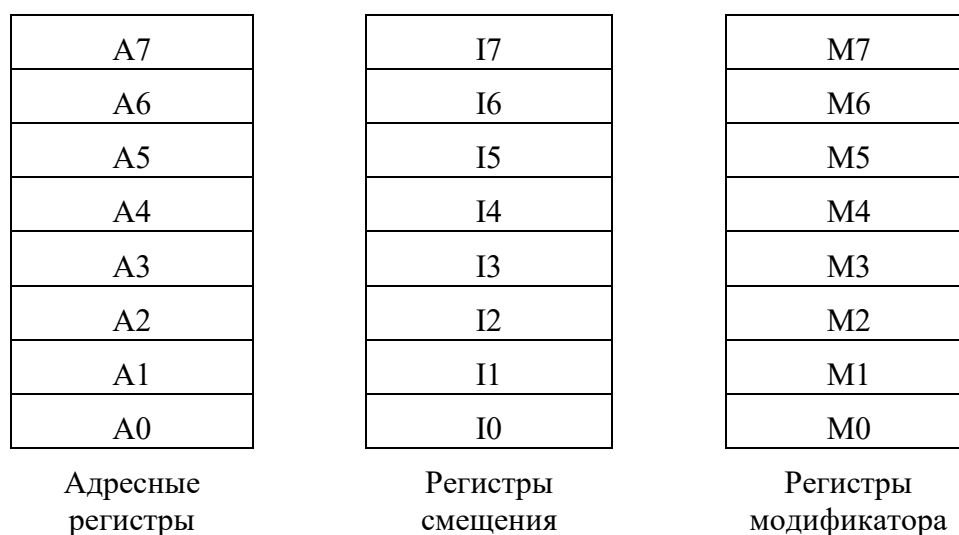 A7 I7 M7
A6 I6 M6
A5 I5 M5
A4 I4 M4
A3 I3 M3
A2 I2 M2
A1 I1 M1
A0 I0 M0
Адресные Регистры Регистры
регистры смещения модификатора